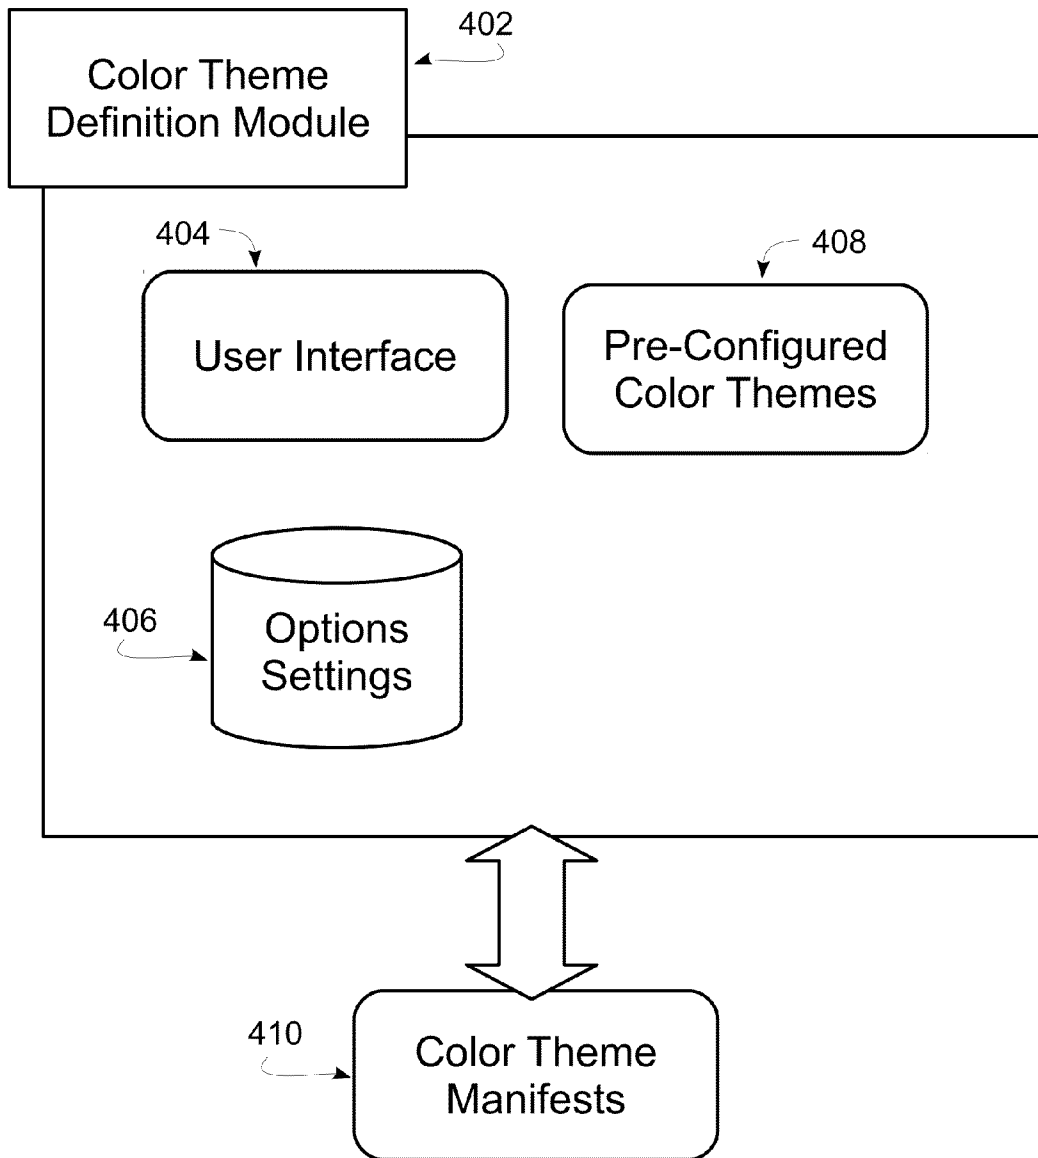 402
Color Theme
Definition Module
404
408
User Interface
Pre-Configured
Color Themes
406
Options
Settings
410
Color Theme
Manifests